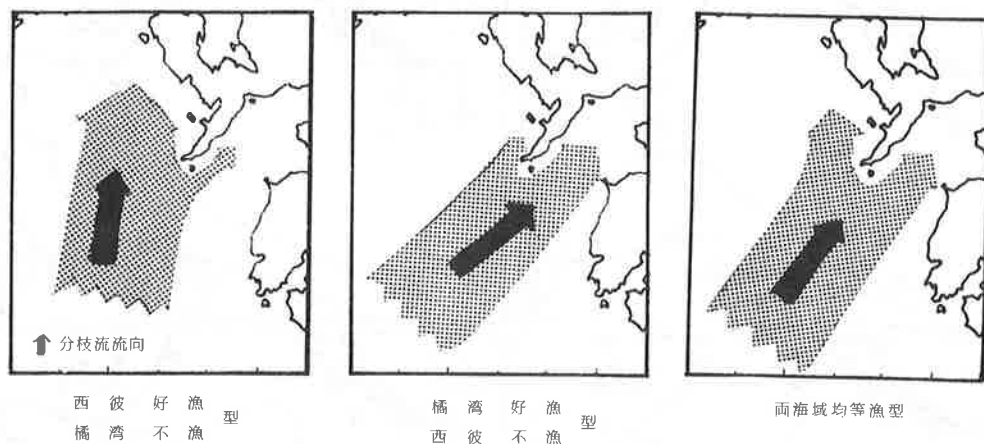 分枝流流向
西彼 好漁
橘湾 不漁 型
橘湾 好漁
西彼 不漁 型
両海域均等漁型